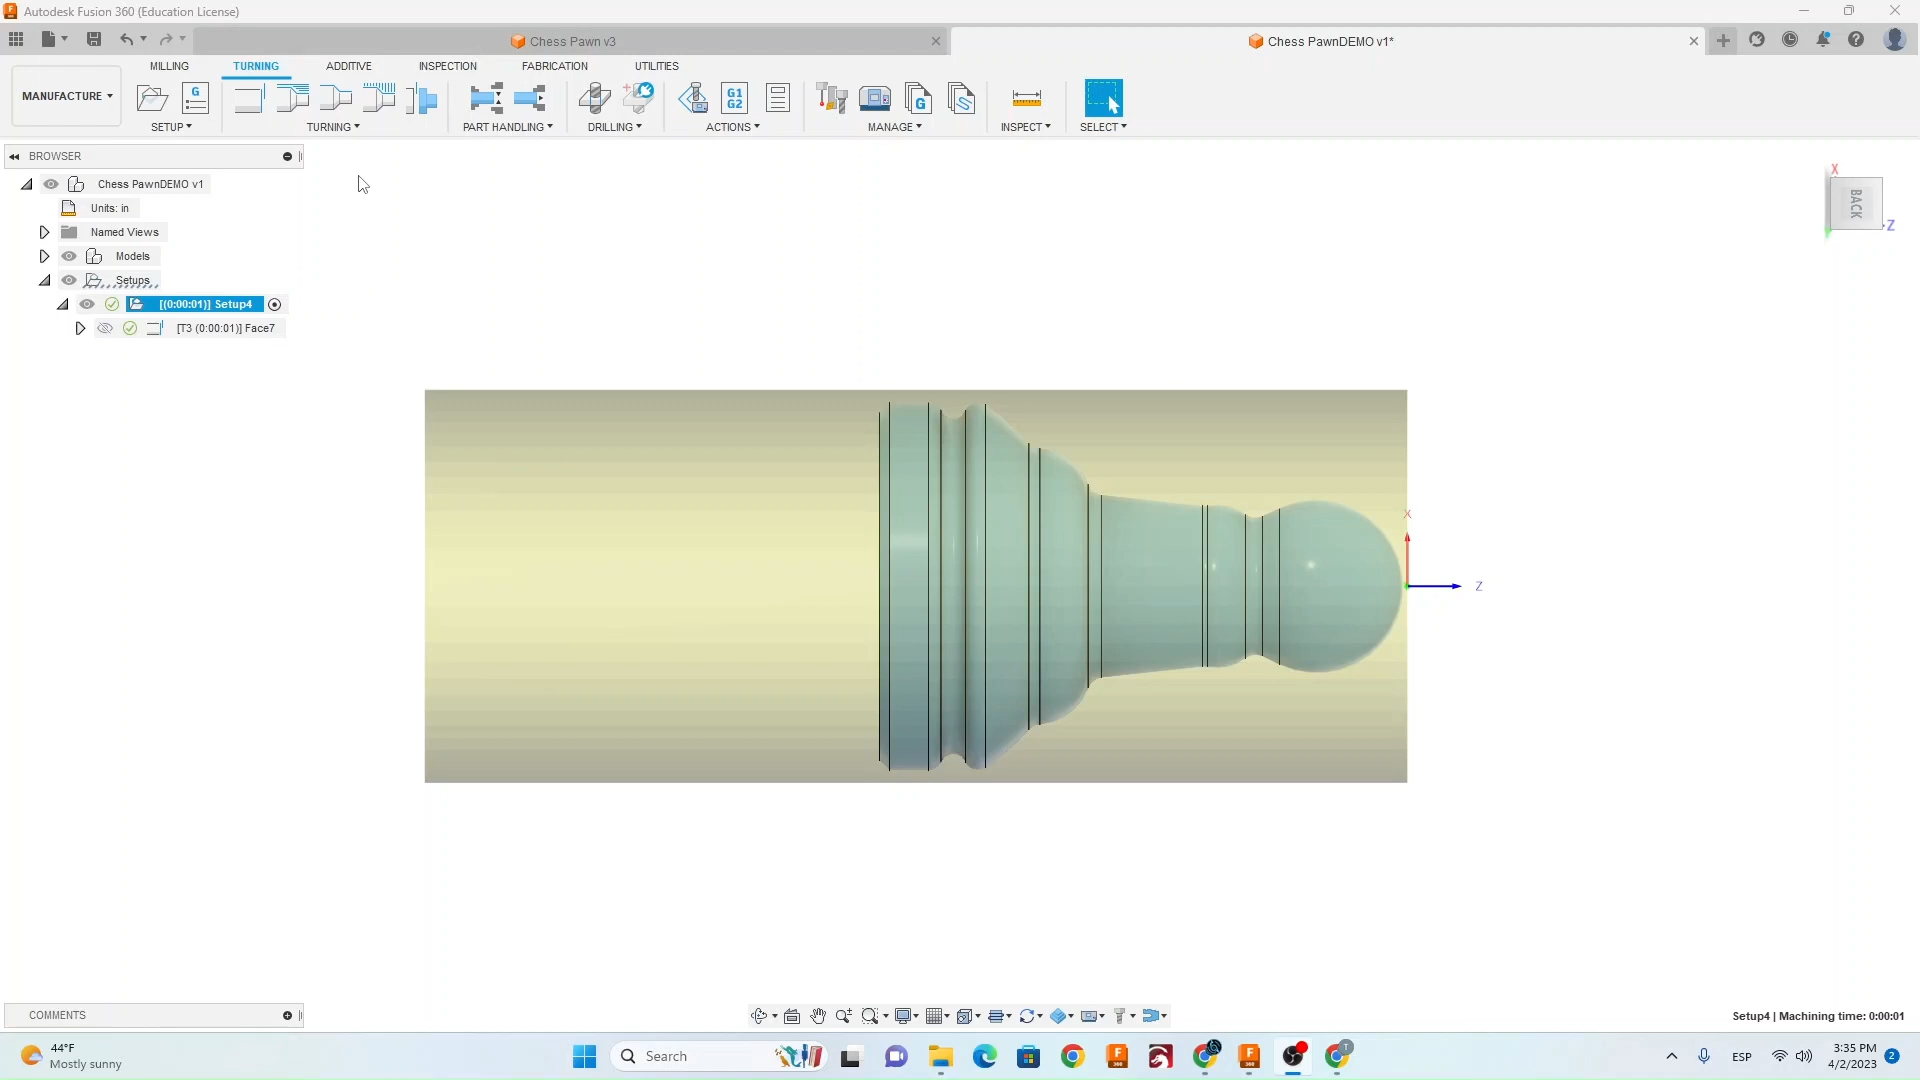 Autodesk Fusion 360 (Education License)
Chess Pawn v3
Chess PawnDEMO v1*
MANUFACTURE
MILLING TURNING ADDITIVE INSPECTION FABRICATION UTILITIES
G G1 G2 G
SETUP TURNING PART HANDLING DRILLING ACTIONS MANAGE INSPECT SELECT
BROWSER
Chess PawnDEMO v1
Units: in
Named Views
Models
Setups
[(0:00:01)] Setup4
[T3 (0:00:01)] Face7
X
BACK
Z
X
Z
COMMENTS
Setup4 | Machining time: 0:00:01
44°F
Mostly sunny
Search
ESP
3:35 PM
4/2/2023
2